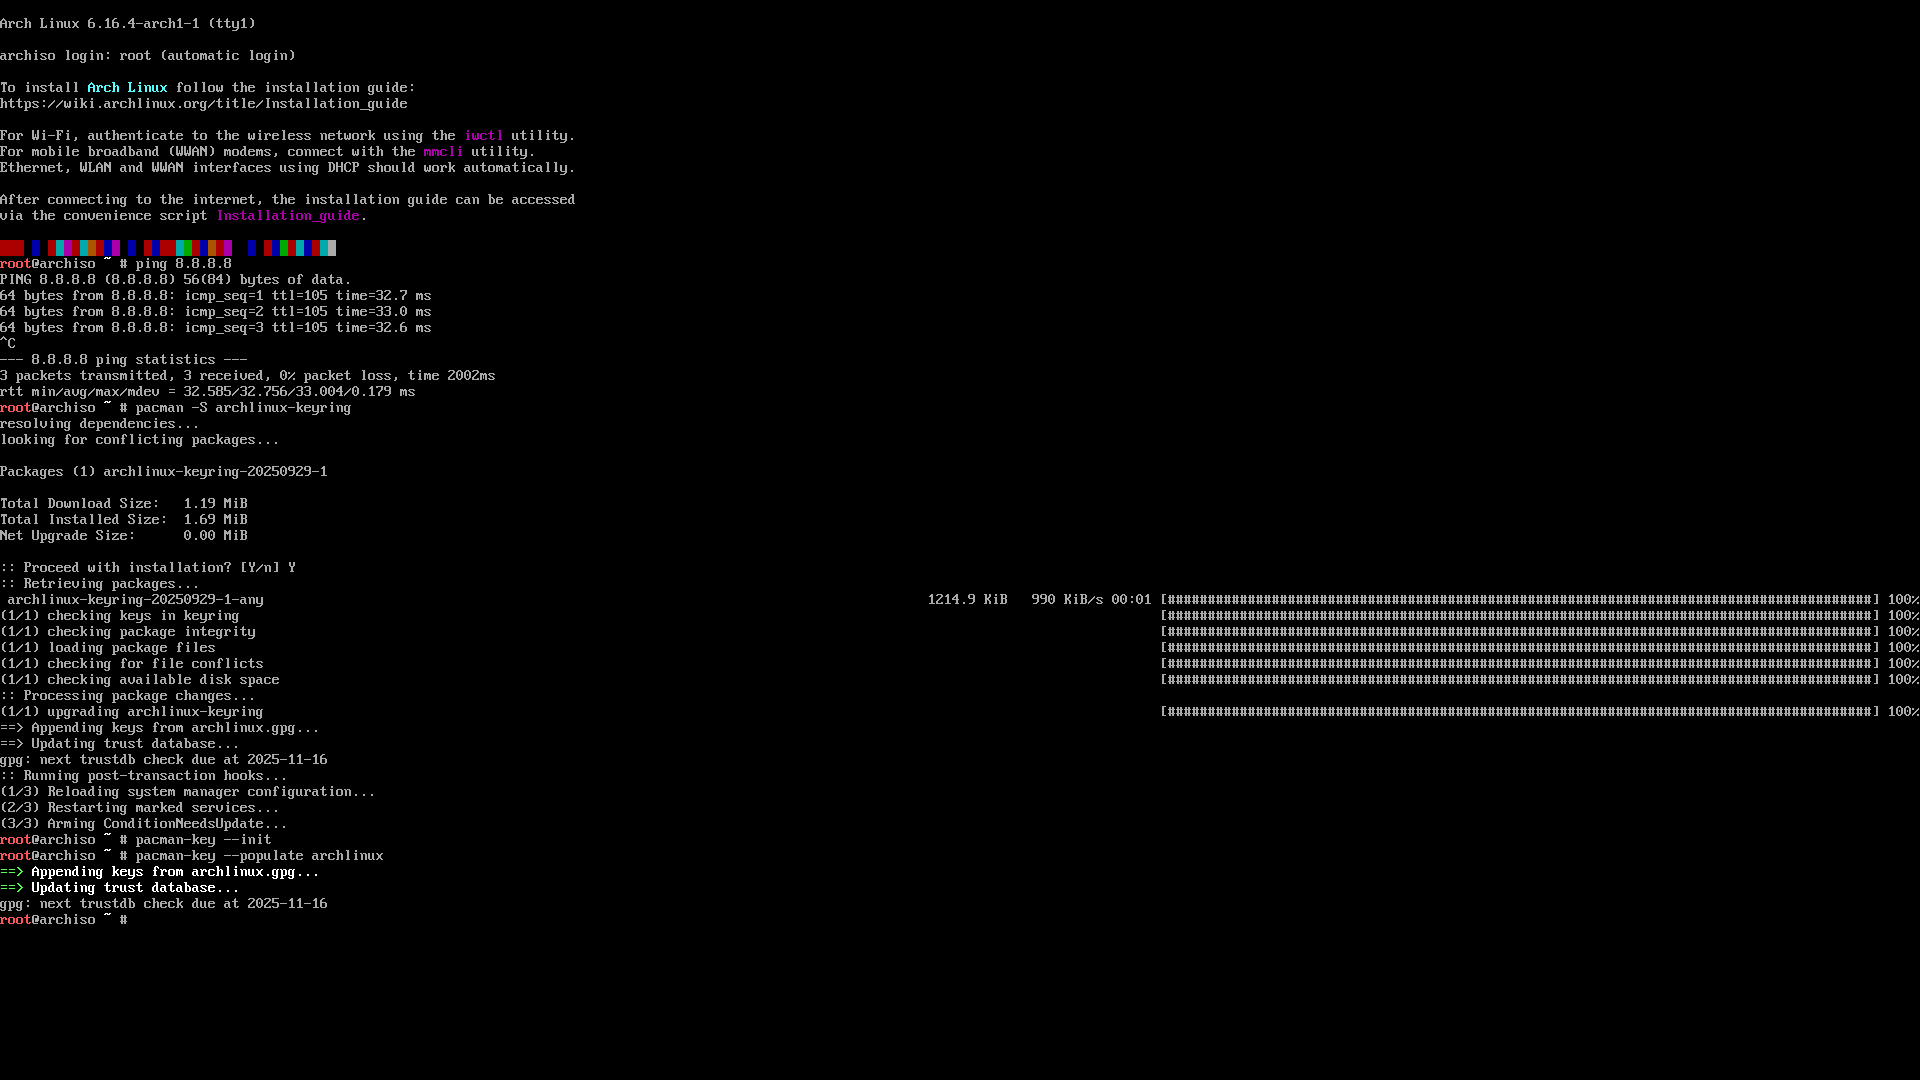 Arch Linux 6.16.4-arch1-1 (tty1)
archiso login: root (automatic login)
To install Arch Linux follow the installation guide:
https://wiki.archlinux.org/title/Installation_guide
For Wi-Fi, authenticate to the wireless network using the iwctl utility.
For mobile broadband (WWAN) modems, connect with the mmcli utility.
Ethernet, WLAN and WWAN interfaces using DHCP should work automatically.
After connecting to the internet, the installation guide can be accessed
via the convenience script Installation_guide.
root@archiso ~ # ping 8.8.8.8
PING 8.8.8.8 (8.8.8.8) 56(84) bytes of data.
64 bytes from 8.8.8.8: icmp_seq=1 ttl=105 time=32.7 ms
64 bytes from 8.8.8.8: icmp_seq=2 ttl=105 time=33.0 ms
64 bytes from 8.8.8.8: icmp_seq=3 ttl=105 time=32.6 ms
^C
--- 8.8.8.8 ping statistics ---
3 packets transmitted, 3 received, 0% packet loss, time 2002ms
rtt min/avg/max/mdev = 32.585/32.756/33.004/0.179 ms
root@archiso ~ # pacman -S archlinux-keyring
resolving dependencies...
looking for conflicting packages...
Packages (1) archlinux-keyring-20250929-1
Total Download Size:   1.19 MiB
Total Installed Size:  1.69 MiB
Net Upgrade Size:      0.00 MiB
:: Proceed with installation? [Y/n] Y
:: Retrieving packages...
archlinux-keyring-20250929-1-any 1214.9 KiB 990 KiB/s 00:01 [########################################################################################] 100%
(1/1) checking keys in keyring [########################################################################################] 100%
(1/1) checking package integrity [########################################################################################] 100%
(1/1) loading package files [########################################################################################] 100%
(1/1) checking for file conflicts [########################################################################################] 100%
(1/1) checking available disk space [########################################################################################] 100%
:: Processing package changes...
(1/1) upgrading archlinux-keyring [########################################################################################] 100%
==> Appending keys from archlinux.gpg...
==> Updating trust database...
gpg: next trustdb check due at 2025-11-16
:: Running post-transaction hooks...
(1/3) Reloading system manager configuration...
(2/3) Restarting marked services...
(3/3) Arming ConditionNeedsUpdate...
root@archiso ~ # pacman-key --init
root@archiso ~ # pacman-key --populate archlinux
==> Appending keys from archlinux.gpg...
==> Updating trust database...
gpg: next trustdb check due at 2025-11-16
root@archiso ~ #